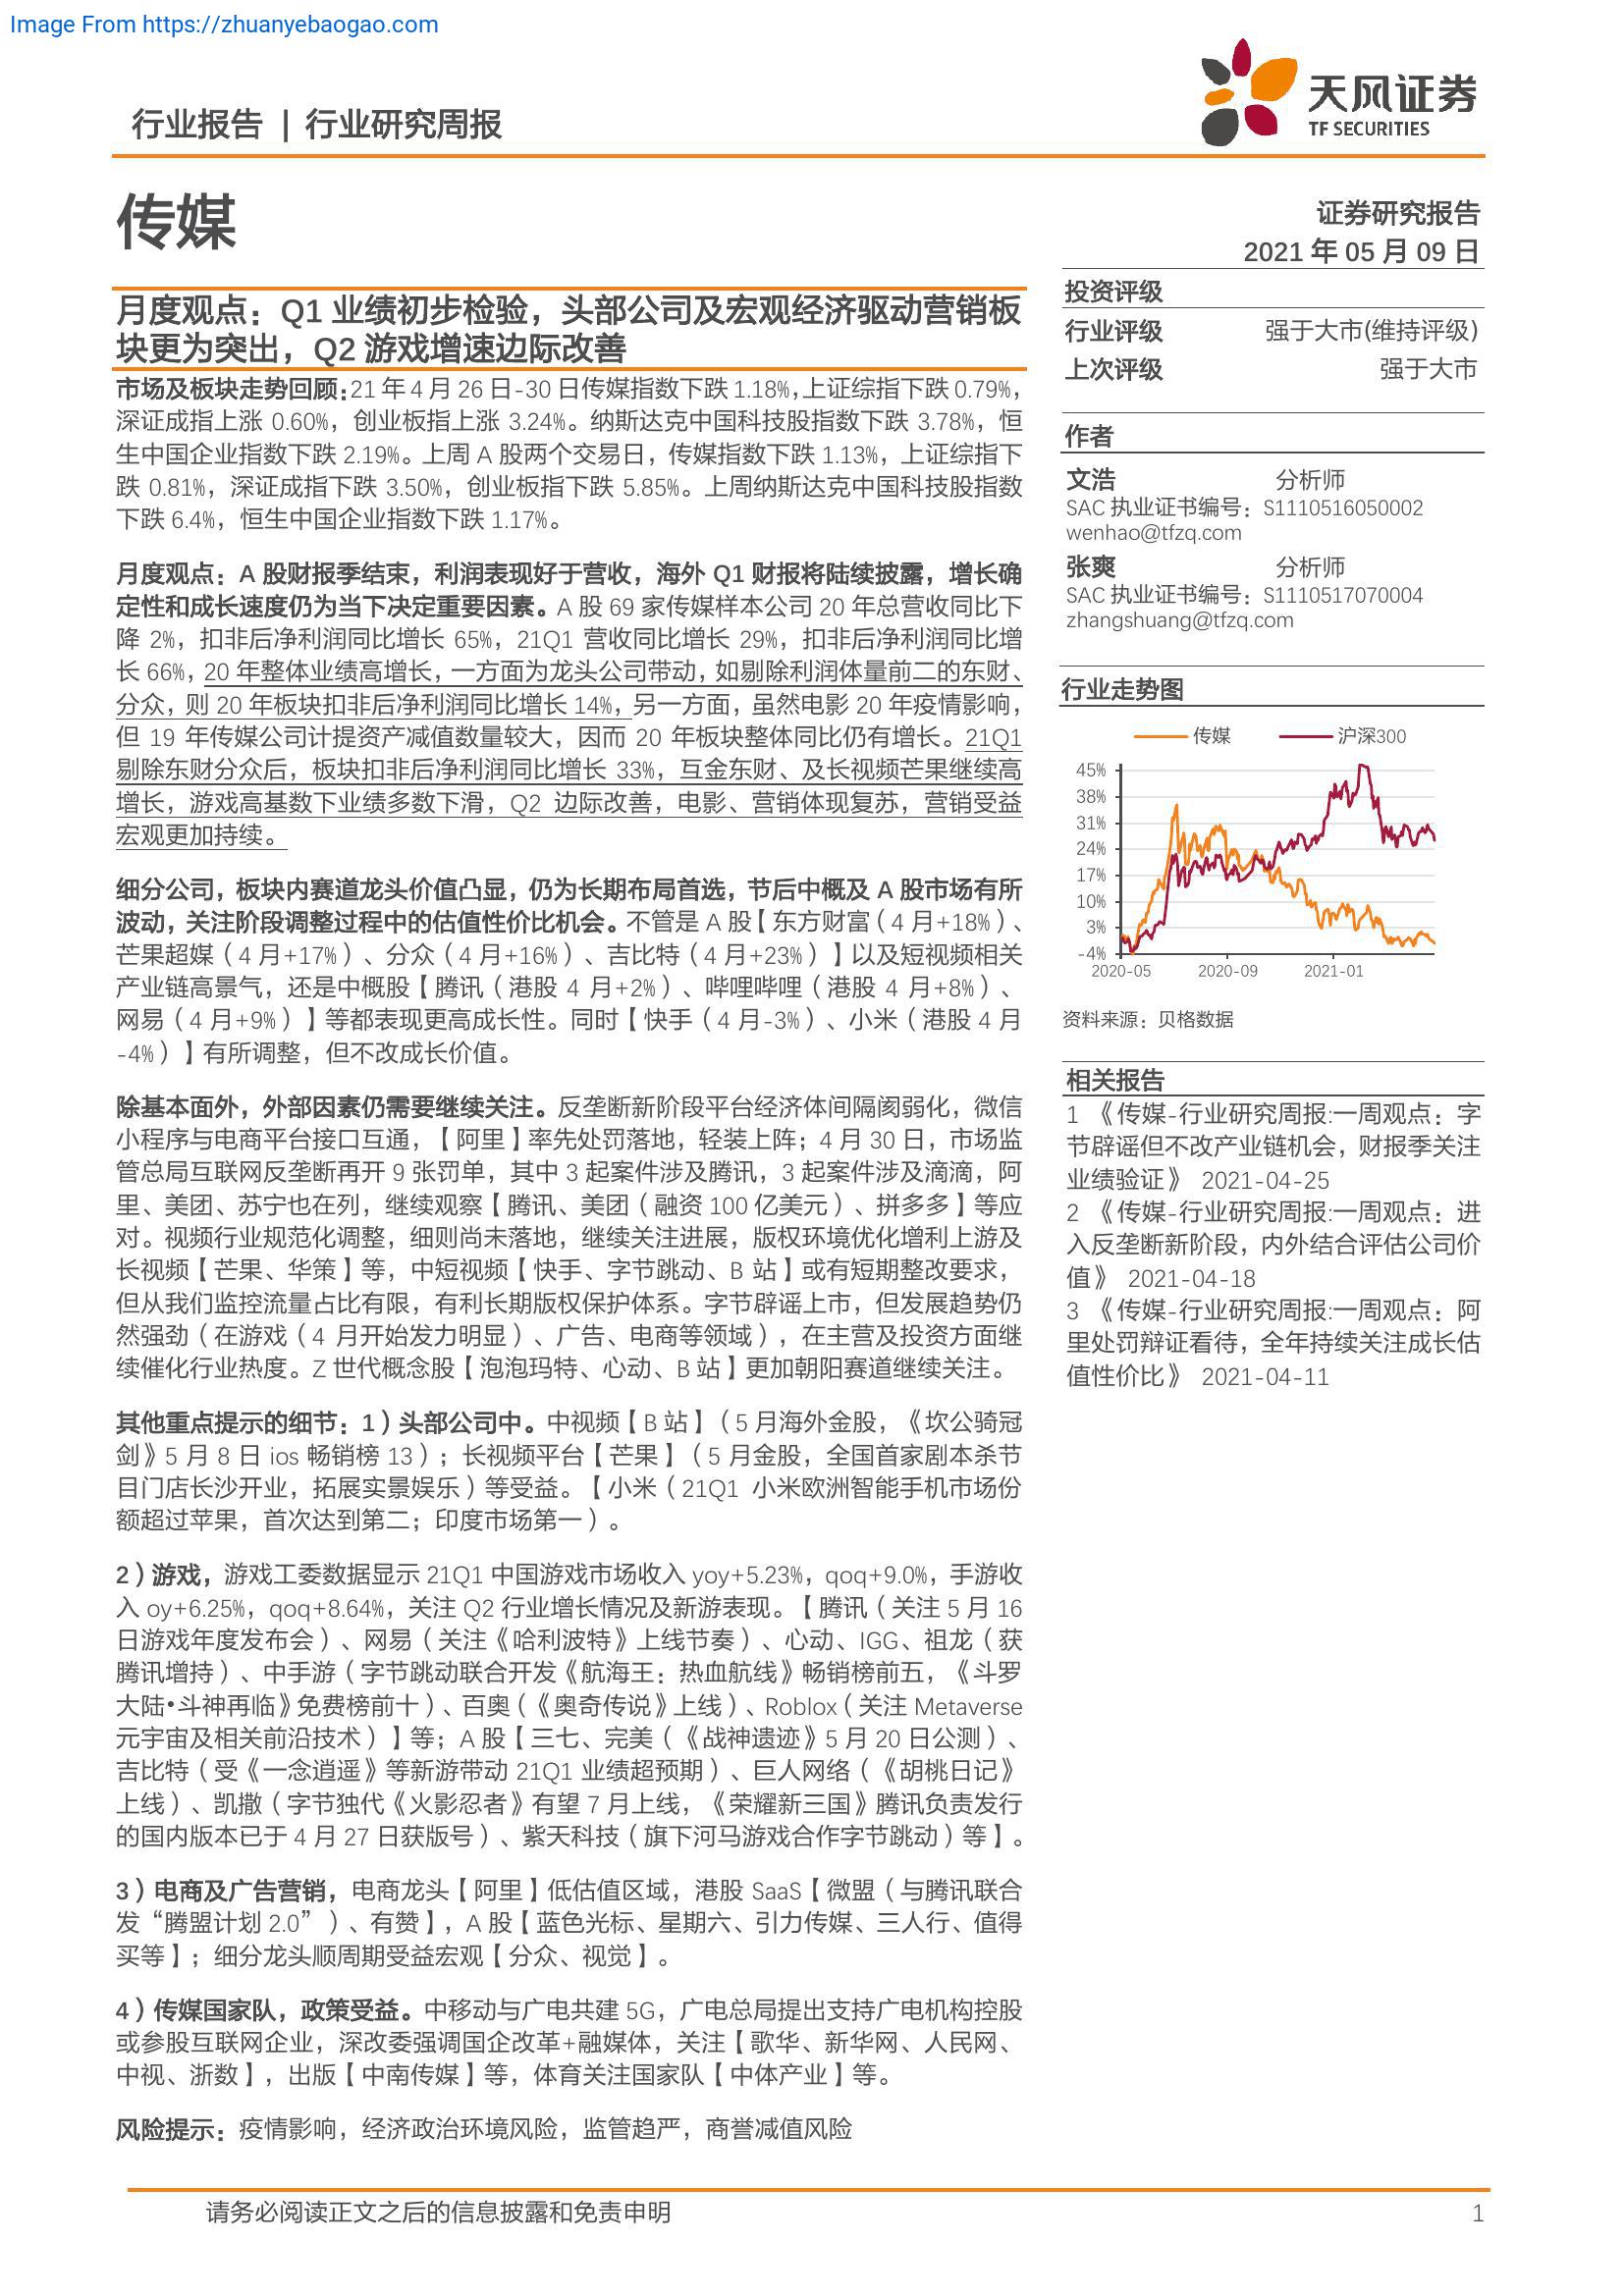 Image From https://zhuanyebaogao.com
行业报告 | 行业研究周报
天风证券
TF SECURITIES
传媒
证券研究报告
2021 年 05 月 09 日
月度观点：Q1 业绩初步检验，头部公司及宏观经济驱动营销板
块更为突出，Q2 游戏增速边际改善
市场及板块走势回顾:21 年 4 月 26 日-30 日传媒指数下跌 1.18%,上证综指下跌 0.79%,
深证成指上涨 0.60%，创业板指上涨 3.24%。纳斯达克中国科技股指数下跌 3.78%，恒
生中国企业指数下跌 2.19%。上周 A 股两个交易日，传媒指数下跌 1.13%，上证综指下
跌 0.81%，深证成指下跌 3.50%，创业板指下跌 5.85%。上周纳斯达克中国科技股指数
下跌 6.4%，恒生中国企业指数下跌 1.17%。
月度观点：A 股财报季结束，利润表现好于营收，海外 Q1 财报将陆续披露，增长确
定性和成长速度仍为当下决定重要因素。A 股 69 家传媒样本公司 20 年总营收同比下
降 2%，扣非后净利润同比增长 65%，21Q1 营收同比增长 29%，扣非后净利润同比增
长 66%，20 年整体业绩高增长，一方面为龙头公司带动，如剔除利润体量前二的东财、
分众，则 20 年板块扣非后净利润同比增长 14%，另一方面，虽然电影 20 年疫情影响，
但 19 年传媒公司计提资产减值数量较大，因而 20 年板块整体同比仍有增长。21Q1
剔除东财分众后，板块扣非后净利润同比增长 33%，互金东财、及长视频芒果继续高
增长，游戏高基数下业绩多数下滑，Q2 边际改善，电影、营销体现复苏，营销受益
宏观更加持续。
细分公司，板块内赛道龙头价值凸显，仍为长期布局首选，节后中概及 A 股市场有所
波动，关注阶段调整过程中的估值性价比机会。不管是 A 股【东方财富（4 月+18%）、
芒果超媒（4 月+17%）、分众（4 月+16%）、吉比特（4 月+23%）】以及短视频相关
产业链高景气，还是中概股【腾讯（港股 4 月+2%）、哔哩哔哩（港股 4 月+8%）、
网易（4 月+9%）】等都表现更高成长性。同时【快手（4 月-3%）、小米（港股 4 月
-4%）】有所调整，但不改成长价值。
除基本面外，外部因素仍需要继续关注。反垄断新阶段平台经济体间隔阂弱化，微信
小程序与电商平台接口互通，【阿里】率先处罚落地，轻装上阵；4 月 30 日，市场监
管总局互联网反垄断再开 9 张罚单，其中 3 起案件涉及腾讯，3 起案件涉及滴滴，阿
里、美团、苏宁也在列，继续观察【腾讯、美团（融资 100 亿美元）、拼多多】等应
对。视频行业规范化调整，细则尚未落地，继续关注进展，版权环境优化增利上游及
长视频【芒果、华策】等，中短视频【快手、字节跳动、B 站】或有短期整改要求，
但从我们监控流量占比有限，有利长期版权保护体系。字节辟谣上市，但发展趋势仍
然强劲（在游戏（4 月开始发力明显）、广告、电商等领域），在主营及投资方面继
续催化行业热度。Z 世代概念股【泡泡玛特、心动、B 站】更加朝阳赛道继续关注。
其他重点提示的细节：1）头部公司中。中视频【B 站】（5 月海外金股，《坎公骑冠
剑》5 月 8 日 ios 畅销榜 13）；长视频平台【芒果】（5 月金股，全国首家剧本杀节
目门店长沙开业，拓展实景娱乐）等受益。【小米（21Q1 小米欧洲智能手机市场份
额超过苹果，首次达到第二；印度市场第一）。
2）游戏，游戏工委数据显示 21Q1 中国游戏市场收入 yoy+5.23%，qoq+9.0%，手游收
入 oy+6.25%，qoq+8.64%，关注 Q2 行业增长情况及新游表现。【腾讯（关注 5 月 16
日游戏年度发布会）、网易（关注《哈利波特》上线节奏）、心动、IGG、祖龙（获
腾讯增持）、中手游（字节跳动联合开发《航海王：热血航线》畅销榜前五，《斗罗
大陆•斗神再临》免费榜前十）、百奥（《奥奇传说》上线）、Roblox（关注 Metaverse
元宇宙及相关前沿技术）】等；A 股【三七、完美（《战神遗迹》5 月 20 日公测）、
吉比特（受《一念逍遥》等新游带动 21Q1 业绩超预期）、巨人网络（《胡桃日记》
上线）、凯撒（字节独代《火影忍者》有望 7 月上线，《荣耀新三国》腾讯负责发行
的国内版本已于 4 月 27 日获版号）、紫天科技（旗下河马游戏合作字节跳动）等】。
3）电商及广告营销，电商龙头【阿里】低估值区域，港股 SaaS【微盟（与腾讯联合
发“腾盟计划 2.0”）、有赞】，A 股【蓝色光标、星期六、引力传媒、三人行、值得
买等】；细分龙头顺周期受益宏观【分众、视觉】。
4）传媒国家队，政策受益。中移动与广电共建 5G，广电总局提出支持广电机构控股
或参股互联网企业，深改委强调国企改革+融媒体，关注【歌华、新华网、人民网、
中视、浙数】，出版【中南传媒】等，体育关注国家队【中体产业】等。
风险提示：疫情影响，经济政治环境风险，监管趋严，商誉减值风险
投资评级
行业评级 强于大市(维持评级)
上次评级 强于大市
作者
文浩 分析师
SAC 执业证书编号：S1110516050002
wenhao@tfzq.com
张爽 分析师
SAC 执业证书编号：S1110517070004
zhangshuang@tfzq.com
行业走势图
传媒 沪深300
45%
38%
31%
24%
17%
10%
3%
-4%
2020-05 2020-09 2021-01
资料来源：贝格数据
相关报告
1 《传媒-行业研究周报:一周观点：字
节辟谣但不改产业链机会，财报季关注
业绩验证》 2021-04-25
2 《传媒-行业研究周报:一周观点：进
入反垄断新阶段，内外结合评估公司价
值》 2021-04-18
3 《传媒-行业研究周报:一周观点：阿
里处罚辩证看待，全年持续关注成长估
值性价比》 2021-04-11
请务必阅读正文之后的信息披露和免责申明 1